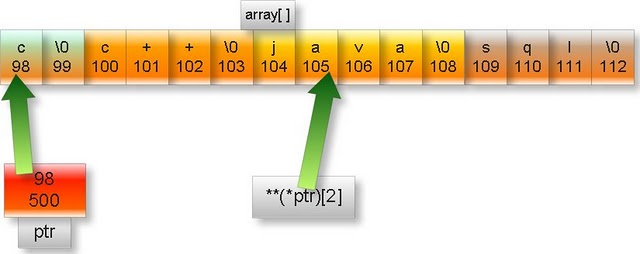 array[ ]
c \0 c + + \0 j a v a \0 s q l \0
98 99 100 101 102 103 104 105 106 107 108 109 110 111 112
98
500
**(*ptr)[2]
ptr